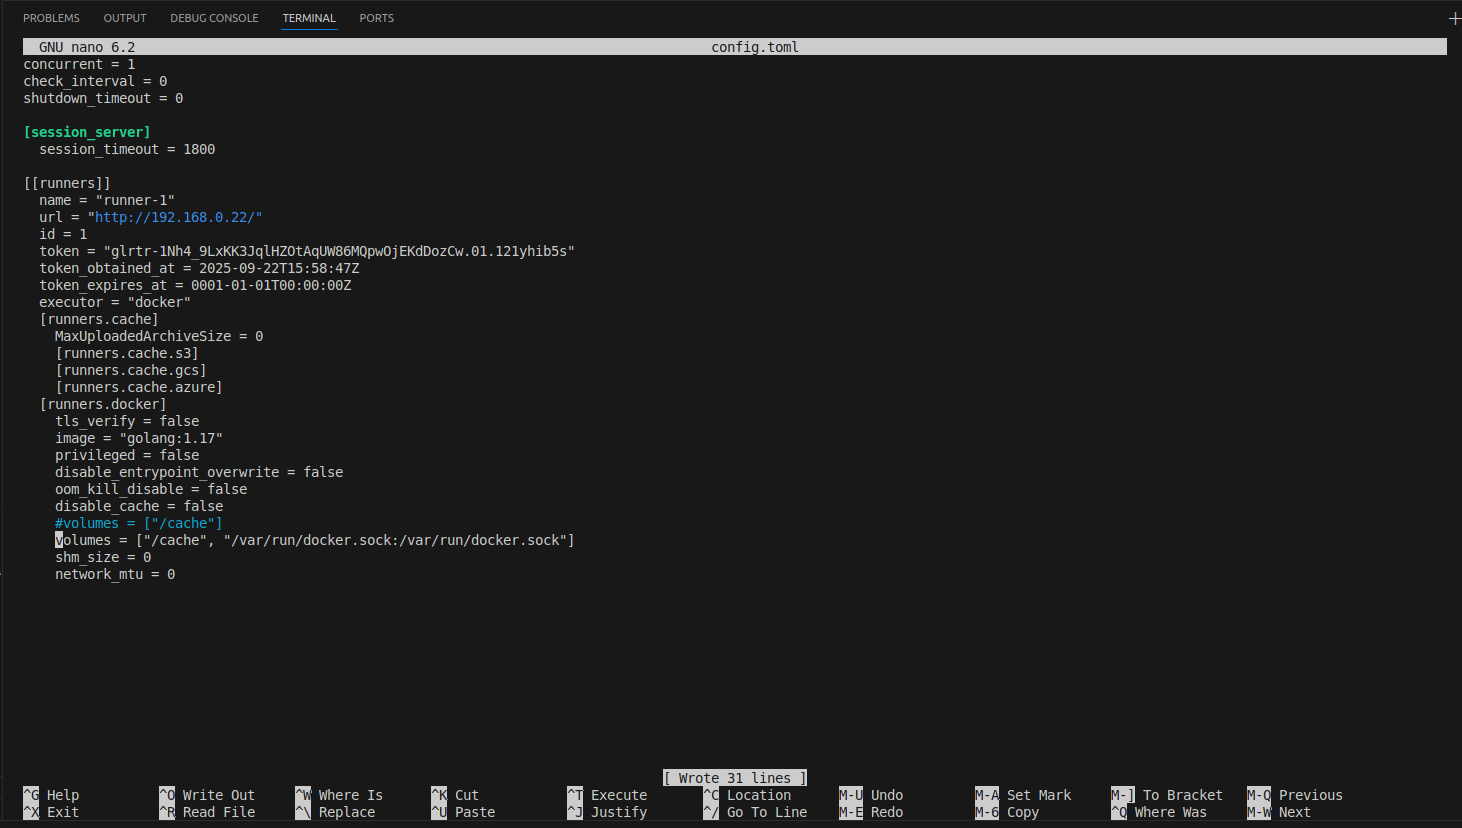 PROBLEMS OUTPUT DEBUG CONSOLE TERMINAL PORTS
GNU nano 6.2 config.toml
concurrent = 1
check_interval = 0
shutdown_timeout = 0
[session_server]
session_timeout = 1800
[[runners]]
name = "runner-1"
url = "http://192.168.0.22/"
id = 1
token = "glrtr-1Nh4_9LxKK3JqlHZOtAqUW86MQpwOjEKdDozCw.01.121yhib5s"
token_obtained_at = 2025-09-22T15:58:47Z
token_expires_at = 0001-01-01T00:00:00Z
executor = "docker"
[runners.cache]
MaxUploadedArchiveSize = 0
[runners.cache.s3]
[runners.cache.gcs]
[runners.cache.azure]
[runners.docker]
tls_verify = false
image = "golang:1.17"
privileged = false
disable_entrypoint_overwrite = false
oom_kill_disable = false
disable_cache = false
#volumes = ["/cache"]
volumes = ["/cache", "/var/run/docker.sock:/var/run/docker.sock"]
shm_size = 0
network_mtu = 0
[ Wrote 31 lines ]
^G Help ^O Write Out ^W Where Is ^K Cut ^T Execute ^C Location M-U Undo M-A Set Mark M-] To Bracket M-Q Previous
^X Exit ^R Read File ^\ Replace ^U Paste ^J Justify ^/ Go To Line M-E Redo M-6 Copy ^Q Where Was M-W Next